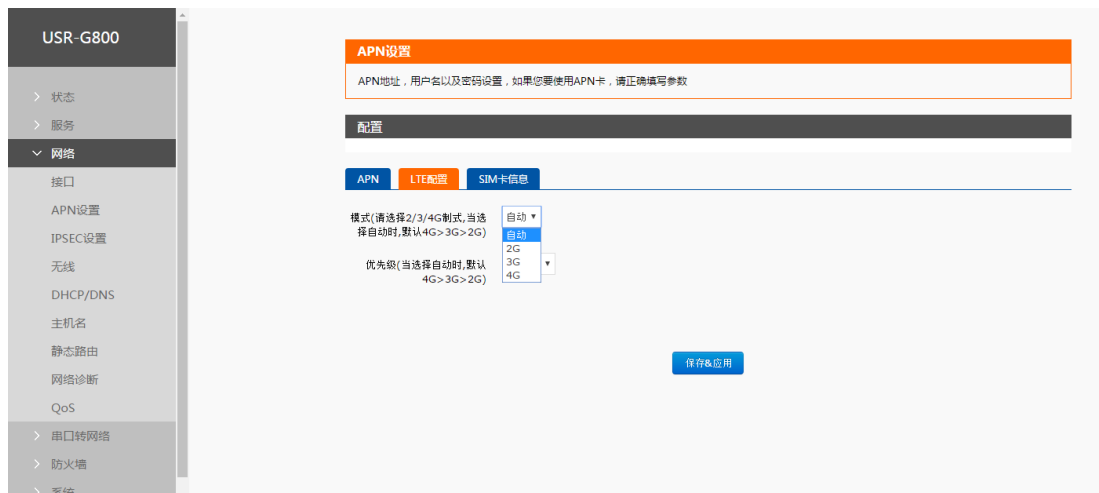 USR-G800
状态
服务
网络
接口
APN设置
IPSEC设置
无线
DHCP/DNS
主机名
静态路由
网络诊断
QoS
串口转网络
防火墙
系统
APN设置
APN地址，用户名以及密码设置，如果您要使用APN卡，请正确填写参数
配置
APN
LTE配置
SIM卡信息
模式(请选择2/3/4G制式,当选
择自动时,默认4G>3G>2G)
自动
自动
2G
3G
4G
优先级(当选择自动时,默认
4G>3G>2G)
保存&应用